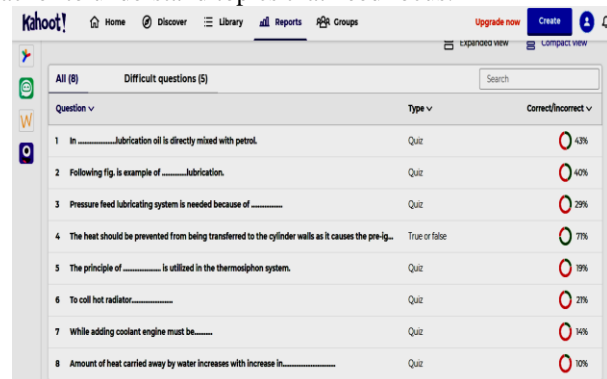 Kahoot! Home Discover Library Reports Groups Upgrade now Create
Expanded view Compact view
All (8) Difficult questions (5) Search
Question Type Correct/Incorrect
1 In ................lubrication oil is directly mixed with petrol. Quiz 43%
2 Following fig. is example of ............lubrication. Quiz 40%
3 Pressure feed lubricating system is needed because of .............. Quiz 29%
4 The heat should be prevented from being transferred to the cylinder walls as it causes the pre-ig... True or false 71%
5 The principle of ................. is utilized in the thermosiphon system. Quiz 19%
6 To coll hot radiator.................. Quiz 21%
7 While adding coolant engine must be......... Quiz 14%
8 Amount of heat carried away by water increases with increase in....................... Quiz 10%